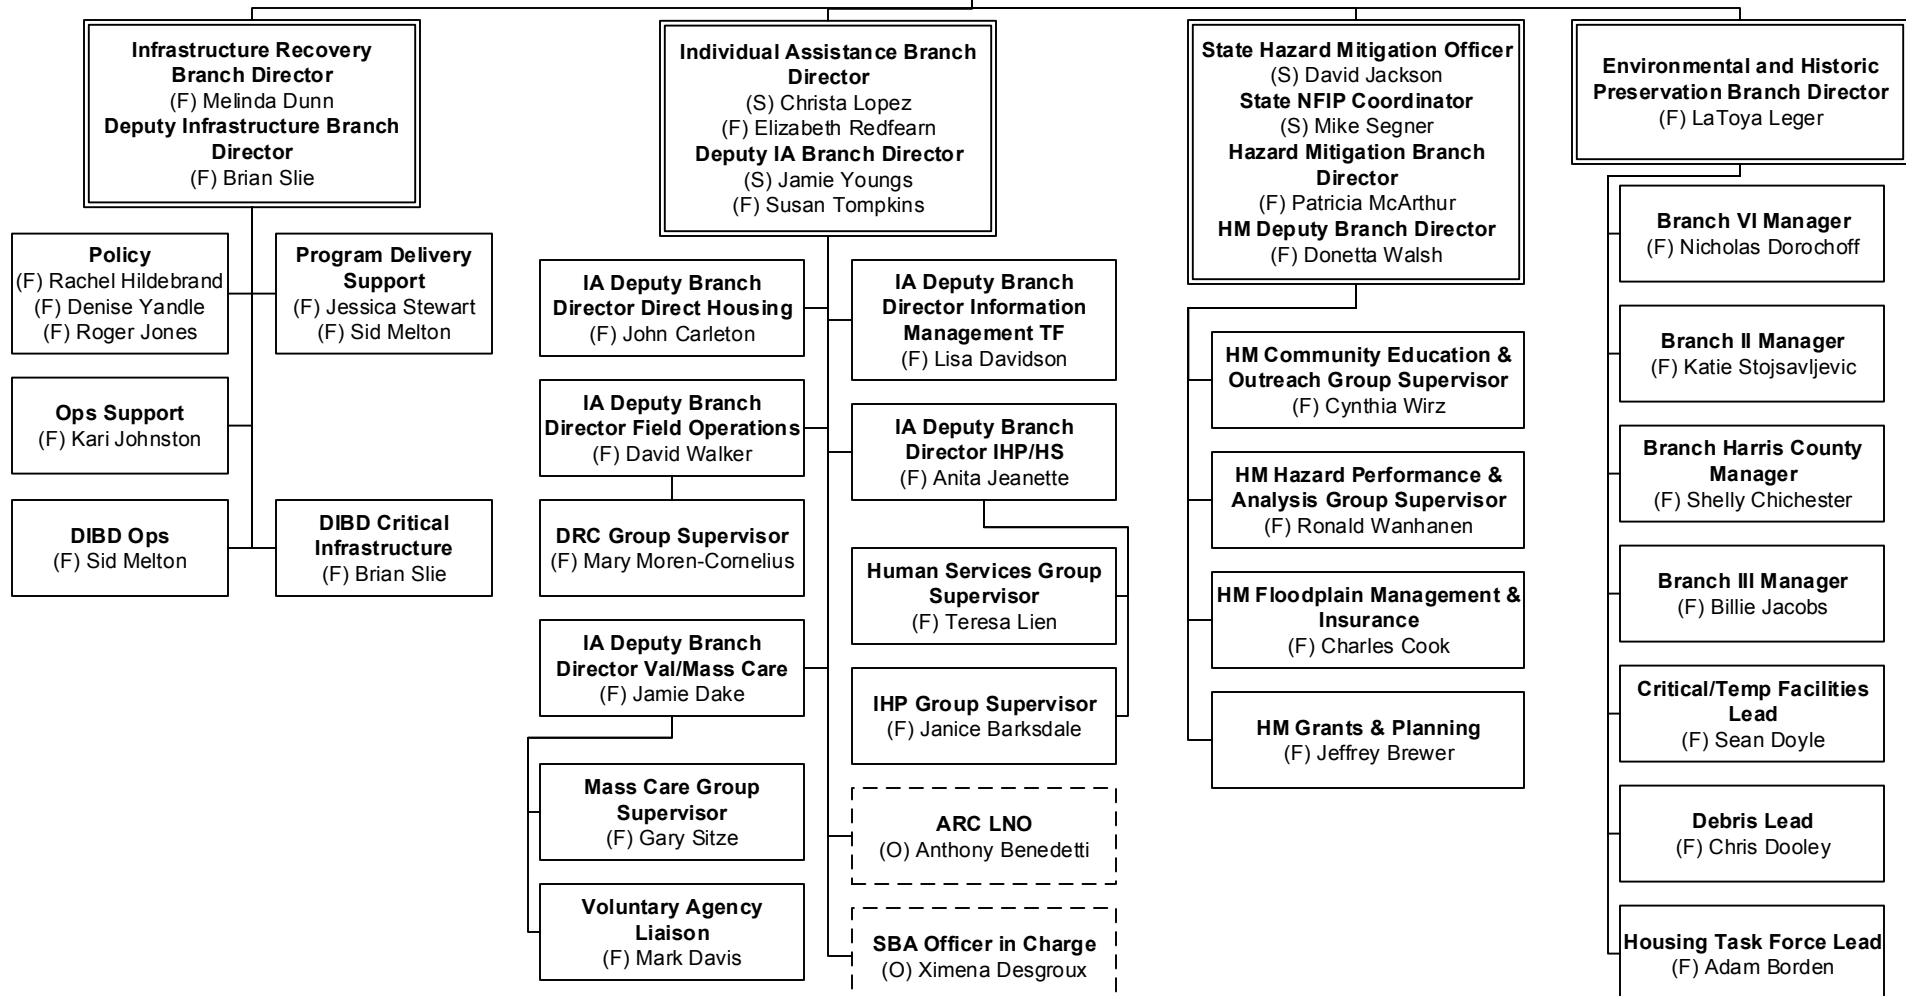 Infrastructure Recovery
Branch Director
(F) Melinda Dunn
Deputy Infrastructure Branch
Director
(F) Brian Slie
Policy
(F) Rachel Hildebrand
(F) Denise Yandle
(F) Roger Jones
Program Delivery
Support
(F) Jessica Stewart
(F) Sid Melton
Ops Support
(F) Kari Johnston
DIBD Ops
(F) Sid Melton
DIBD Critical
Infrastructure
(F) Brian Slie
Individual Assistance Branch
Director
(S) Christa Lopez
(F) Elizabeth Redfearn
Deputy IA Branch Director
(S) Jamie Youngs
(F) Susan Tompkins
IA Deputy Branch
Director Direct Housing
(F) John Carleton
IA Deputy Branch
Director Information
Management TF
(F) Lisa Davidson
IA Deputy Branch
Director Field Operations
(F) David Walker
IA Deputy Branch
Director IHP/HS
(F) Anita Jeanette
DRC Group Supervisor
(F) Mary Moren-Cornelius
Human Services Group
Supervisor
(F) Teresa Lien
IA Deputy Branch
Director Val/Mass Care
(F) Jamie Dake
IHP Group Supervisor
(F) Janice Barksdale
Mass Care Group
Supervisor
(F) Gary Sitze
ARC LNO
(O) Anthony Benedetti
Voluntary Agency
Liaison
(F) Mark Davis
SBA Officer in Charge
(O) Ximena Desgroux
State Hazard Mitigation Officer
(S) David Jackson
State NFIP Coordinator
(S) Mike Segner
Hazard Mitigation Branch
Director
(F) Patricia McArthur
HM Deputy Branch Director
(F) Donetta Walsh
HM Community Education &
Outreach Group Supervisor
(F) Cynthia Wirz
HM Hazard Performance &
Analysis Group Supervisor
(F) Ronald Wanhanen
HM Floodplain Management &
Insurance
(F) Charles Cook
HM Grants & Planning
(F) Jeffrey Brewer
Environmental and Historic
Preservation Branch Director
(F) LaToya Leger
Branch VI Manager
(F) Nicholas Dorochoff
Branch II Manager
(F) Katie Stojsavljevic
Branch Harris County
Manager
(F) Shelly Chichester
Branch III Manager
(F) Billie Jacobs
Critical/Temp Facilities
Lead
(F) Sean Doyle
Debris Lead
(F) Chris Dooley
Housing Task Force Lead
(F) Adam Borden